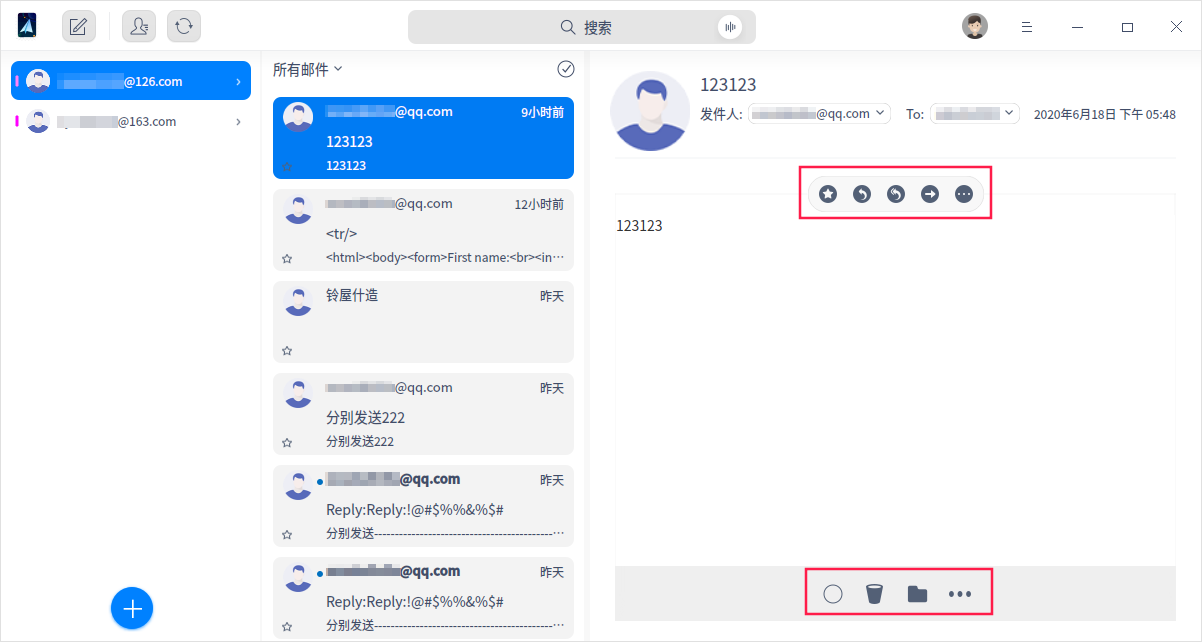 搜索
@126.com
@163.com
所有邮件
@qq.com 9小时前
123123
123123
@qq.com 12小时前
<tr/>
<html><body><form>First name:<br><in···
铃屋什造 昨天
@qq.com 昨天
分别发送222
分别发送222
@qq.com 昨天
Reply:Reply:!@#$%%&%$#
分别发送--------------------------------------------···
@qq.com 昨天
Reply:Reply:!@#$%%&%$#
分别发送--------------------------------------------···
123123
发件人: @qq.com To: 2020年6月18日 下午 05:48
123123